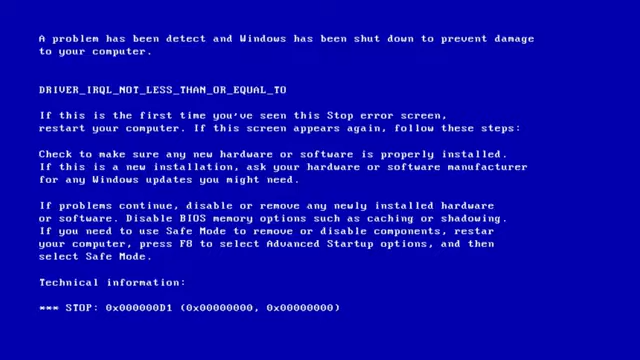 A problem has been detect and Windows has been shut down to prevent damage
to your computer.
DRIVER_IRQL_NOT_LESS_THAN_OR_EQUAL_TO
If this is the first time you've seen this Stop error screen,
restart your computer. If this screen appears again, follow these steps:
Check to make sure any new hardware or software is properly installed.
If this is a new installation, ask your hardware or software manufacturer
for any Windows updates you might need.
If problems continue, disable or remove any newly installed hardware
or software. Disable BIOS memory options such as caching or shadowing.
If you need to use Safe Mode to remove or disable components, restar
your computer, press F8 to select Advanced Startup options, and then
select Safe Mode.
Technical information:
*** STOP: 0x000000D1 (0x00000000, 0x00000000)